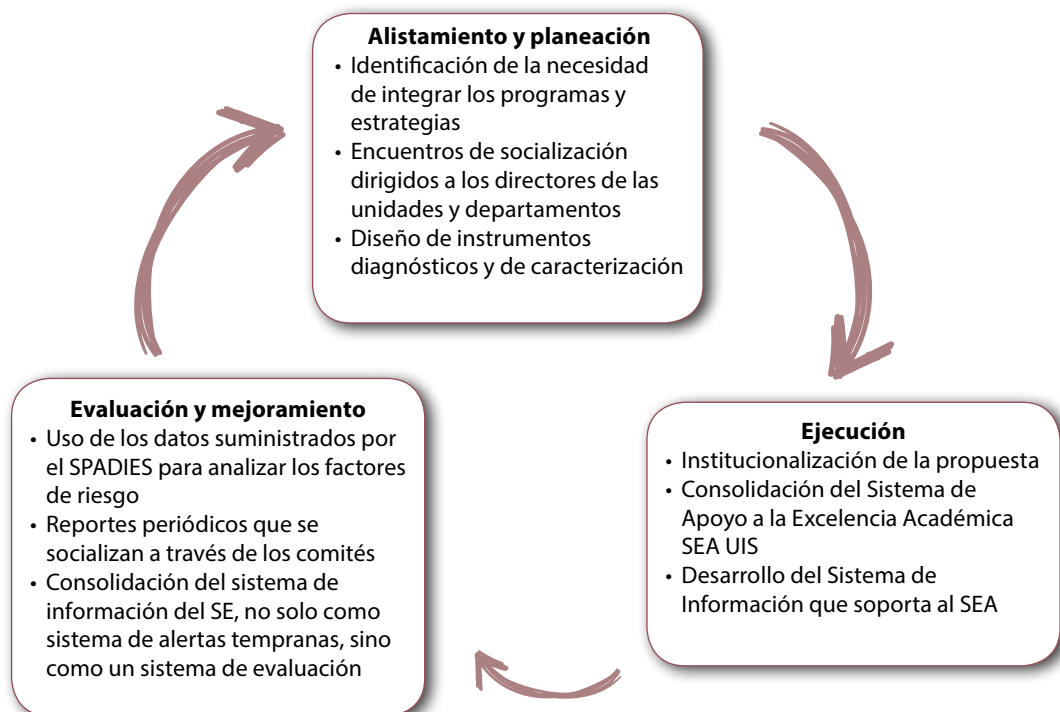 Alistamiento y planeación
• Identificación de la necesidad
de integrar los programas y
estrategias
• Encuentros de socialización
dirigidos a los directores de las
unidades y departamentos
• Diseño de instrumentos
diagnósticos y de caracterización
Ejecución
• Institucionalización de la propuesta
• Consolidación del Sistema de
Apoyo a la Excelencia Académica
SEA UIS
• Desarrollo del Sistema de
Información que soporta al SEA
Evaluación y mejoramiento
• Uso de los datos suministrados por
el SPADIES para analizar los factores
de riesgo
• Reportes periódicos que se
socializan a través de los comités
• Consolidación del sistema de
información del SE, no solo como
sistema de alertas tempranas, sino
como un sistema de evaluación